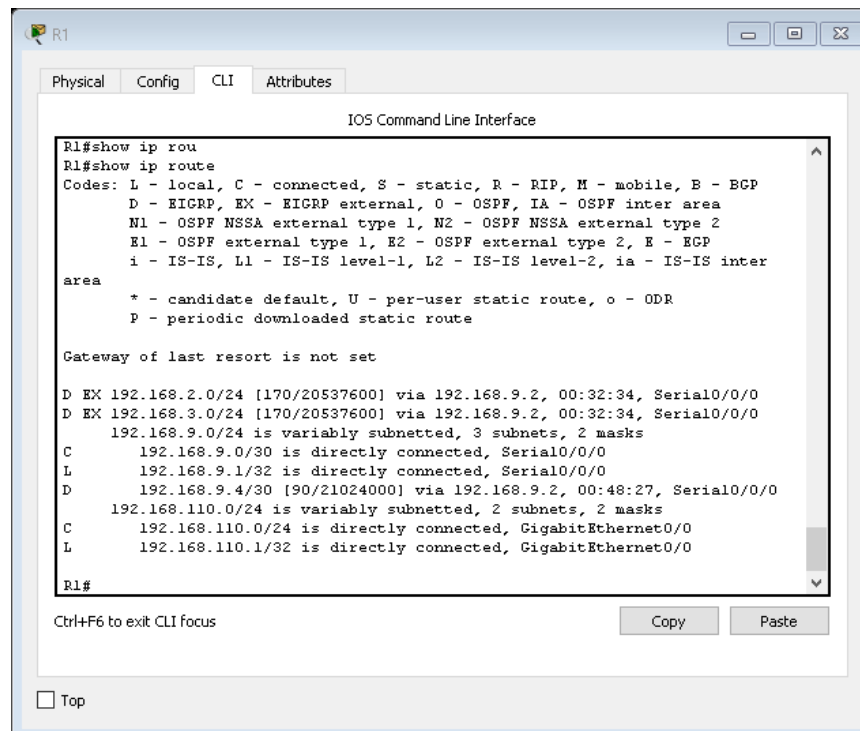 R1
Physical Config CLI Attributes
IOS Command Line Interface
R1#show ip rou
R1#show ip route
Codes: L - local, C - connected, S - static, R - RIP, M - mobile, B - BGP
D - EIGRP, EX - EIGRP external, O - OSPF, IA - OSPF inter area
N1 - OSPF NSSA external type 1, N2 - OSPF NSSA external type 2
E1 - OSPF external type 1, E2 - OSPF external type 2, E - EGP
i - IS-IS, L1 - IS-IS level-1, L2 - IS-IS level-2, ia - IS-IS inter
area
* - candidate default, U - per-user static route, o - ODR
P - periodic downloaded static route
Gateway of last resort is not set
D EX 192.168.2.0/24 [170/20537600] via 192.168.9.2, 00:32:34, Serial0/0/0
D EX 192.168.3.0/24 [170/20537600] via 192.168.9.2, 00:32:34, Serial0/0/0
192.168.9.0/24 is variably subnetted, 3 subnets, 2 masks
C 192.168.9.0/30 is directly connected, Serial0/0/0
L 192.168.9.1/32 is directly connected, Serial0/0/0
D 192.168.9.4/30 [90/21024000] via 192.168.9.2, 00:48:27, Serial0/0/0
192.168.110.0/24 is variably subnetted, 2 subnets, 2 masks
C 192.168.110.0/24 is directly connected, GigabitEthernet0/0
L 192.168.110.1/32 is directly connected, GigabitEthernet0/0
R1#
Ctrl+F6 to exit CLI focus
Copy Paste
Top